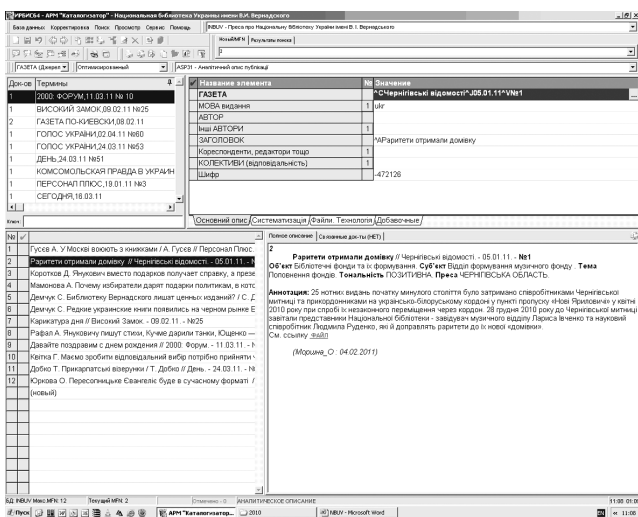 ИРБИС64 - АРМ "Каталогизатор" - Национальная библиотека Украины имени В.И. Вернадского
База данных Корректировка Поиск Просмотр Сервис Помощь
NBUV - Преса про Національну бібліотеку України імені В. І. Вернадського
Новый/MFN Результаты поиска
2
ГАЗЕТА (Джерел Оптимизированный ASP31 - Аналітичний опис публікації
Док-ов Термины
1 2000: ФОРУМ,11.03.11 № 10
1 ВИСОКИЙ ЗАМОК,09.02.11 №25
2 ГАЗЕТА ПО-КИЕВСКИ,08.02.11
1 ГОЛОС УКРАЇНИ,02.04.11 №60
1 ГОЛОС УКРАЇНИ,24.03.11 №53
1 ДЕНЬ,24.03.11 №51
1 КОМСОМОЛЬСКАЯ ПРАВДА В УКРАИН
1 ПЕРСОНАЛ ПЛЮС,19.01.11 №3
1 СЕГОДНЯ,16.03.11
Ключ:
Название элемента № Значение
ГАЗЕТА ^CЧернігівські відомості^J05.01.11^V№1
МОВА видання 1 ukr
АВТОР
Інші АВТОРИ 1
ЗАГОЛОВОК ^AРаритети отримали домівку
Кореспонденти, редактори тощо 1
КОЛЕКТИВИ (відповідальність) 1
Шифр -472126
Основний опис Систематизація Файли. Технологія Добавочные
№
1 Гусєв А. У Москві воюють з книжками / А. Гусєв // Персонал Плюс.
2 Раритети отримали домівку // Чернігівські відомості. - 05.01.11. - №
3 Коротков Д. Янукович вместо подарков получает справку, а презе
4 Мамонова А. Почему избиратели дарят подарки политикам, в котс
5 Демчук С. Библиотеку Вернадского лишат ценных изданий? / С. Д
6 Демчук С. Редкие украинские книги появились на черном рынке Е
7 Карикатура дня // Високий Замок. - 09.02.11. - №25
8 Рафал А. Януковичу пишут стихи, Кучме дарили танки, Ющенко —
9 Давайте поздравим с днем рождения // 2000: Форум. - 11.03.11. - №
10 Квітка Г. Маємо зробити відповідальний вибір потрібно прийняти ч
11 Добко Т. Прикарпатські візерунки / Т. Добко // День. - 24.03.11. - №
12 Юркова О. Пересопницьке Євангеліє буде в сучасному форматі /
(новый)
Полное описание Связанные док-ты (НЕТ)
2
Раритети отримали домівку // Чернігівські відомості. - 05.01.11. - №1
Об'єкт Бібліотечні фонди та їх формування. Суб'єкт Відділ формування музичного фонду . Тема
Поповнення фондів. Тональність ПОЗИТИВНА. Преса ЧЕРНІГІВСЬКА ОБЛАСТЬ.
Аннотация: 25 нотних видань початку минулого століття було затримано співробітниками Чернігівської
митниці та прикордонниками на українсько-білоруському кордоні у пункті пропуску «Нові Яриловичі» у квітні
2010 року при спробі їх незаконного переміщення через кордон. 28 грудня 2010 року до Чернігівської митниці
завітали представники Національної бібліотеки - завідувач музичного відділу Лариса Івченко та науковий
співробітник Людмила Руденко, які й доправлять раритети до їх нової «домівки».
См. ссылку ФАЙЛ
(Моршна_О : 04.02.2011)
БД: NBUV Макс.MFN: 12 Текущий MFN: 2 Отмечено - 0 АНАЛИТИЧЕСКОЕ ОПИСАНИЕ 11:08
Пуск АРМ "Каталогизатор... 2010 NBUV - Microsoft Word EN 11:08